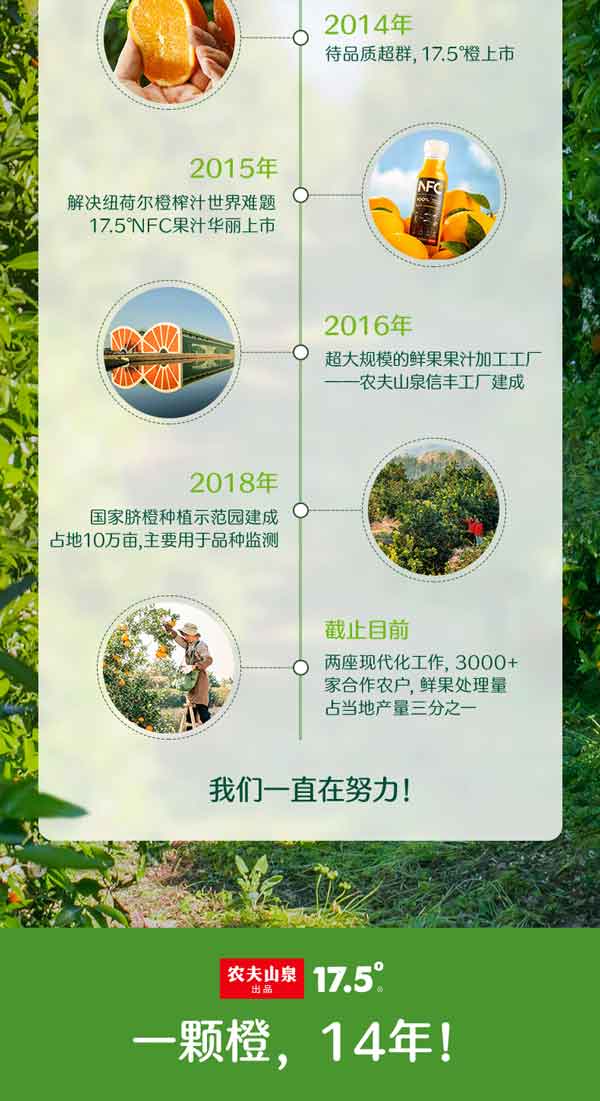 2014年
待品质超群, 17.5°橙上市
2015年
解决纽荷尔橙榨汁世界难题
17.5°NFC果汁华丽上市
NFC
100%
2016年
超大规模的鲜果果汁加工工厂
——农夫山泉信丰工厂建成
2018年
国家脐橙种植示范园建成
占地10万亩,主要用于品种监测
截止目前
两座现代化工作, 3000+
家合作农户, 鲜果处理量
占当地产量三分之一
我们一直在努力!
农夫山泉
出品
17.5°
一颗橙, 14年!